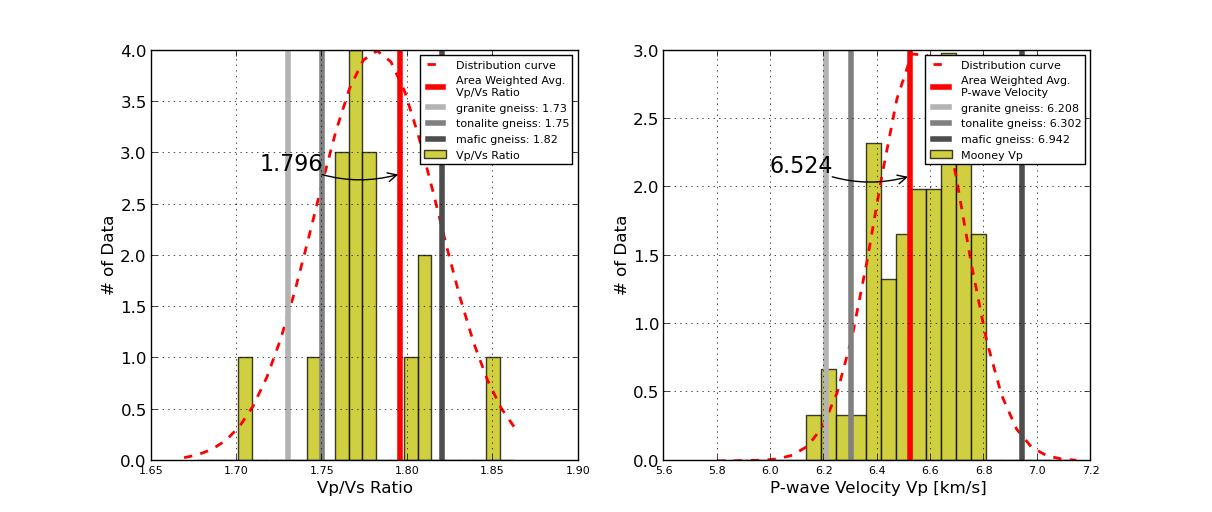 4.0
3.5
3.0
2.5
2.0
1.5
1.0
0.5
0.0
# of Data
1.65
1.70
1.75
1.80
1.85
1.90
Vp/Vs Ratio
1.796
Distribution curve
Area Weighted Avg.
Vp/Vs Ratio
granite gneiss: 1.73
tonalite gneiss: 1.75
mafic gneiss: 1.82
Vp/Vs Ratio
3.0
2.5
2.0
1.5
1.0
0.5
0.0
# of Data
5.6
5.8
6.0
6.2
6.4
6.6
6.8
7.0
7.2
P-wave Velocity Vp [km/s]
6.524
Distribution curve
Area Weighted Avg.
P-wave Velocity
granite gneiss: 6.208
tonalite gneiss: 6.302
mafic gneiss: 6.942
Mooney Vp